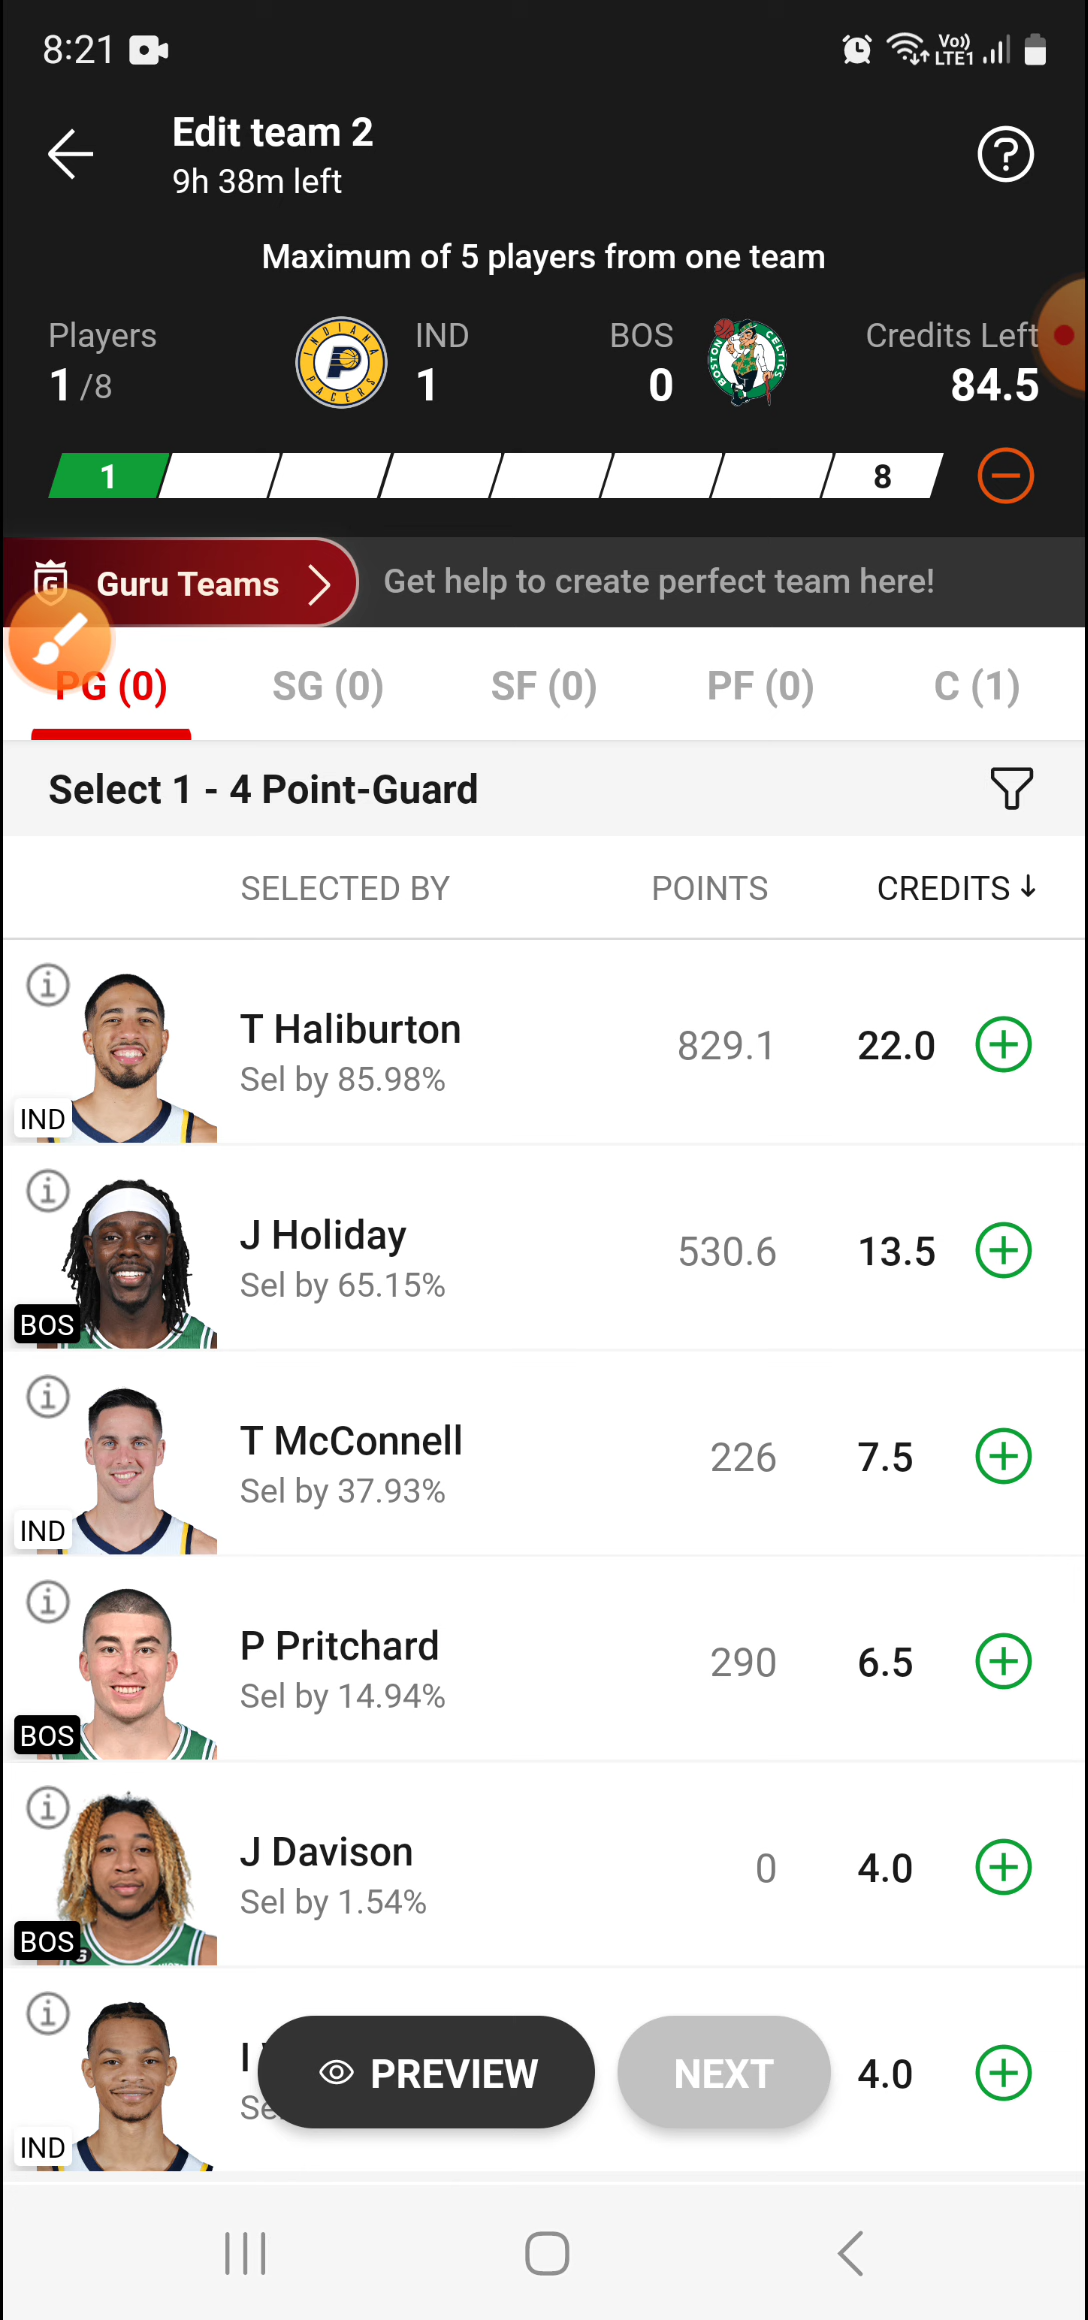 8:21
Vo))
LTE1
Edit team 2
9h 38m left
Maximum of 5 players from one team
Players
IND
BOS
Credits Left
1/8
1
0
84.5
INDIANA
PACERS
BOSTON
CELTICS
1
8
G
Guru Teams
Get help to create perfect team here!
PG (0)
SG (0)
SF (0)
PF (0)
C (1)
Select 1 - 4 Point-Guard
SELECTED BY
POINTS
CREDITS ↓
T Haliburton
829.1
22.0
Sel by 85.98%
IND
J Holiday
530.6
13.5
Sel by 65.15%
BOS
T McConnell
226
7.5
Sel by 37.93%
IND
P Pritchard
290
6.5
Sel by 14.94%
BOS
J Davison
0
4.0
Sel by 1.54%
BOS
I
PREVIEW
NEXT
4.0
IND